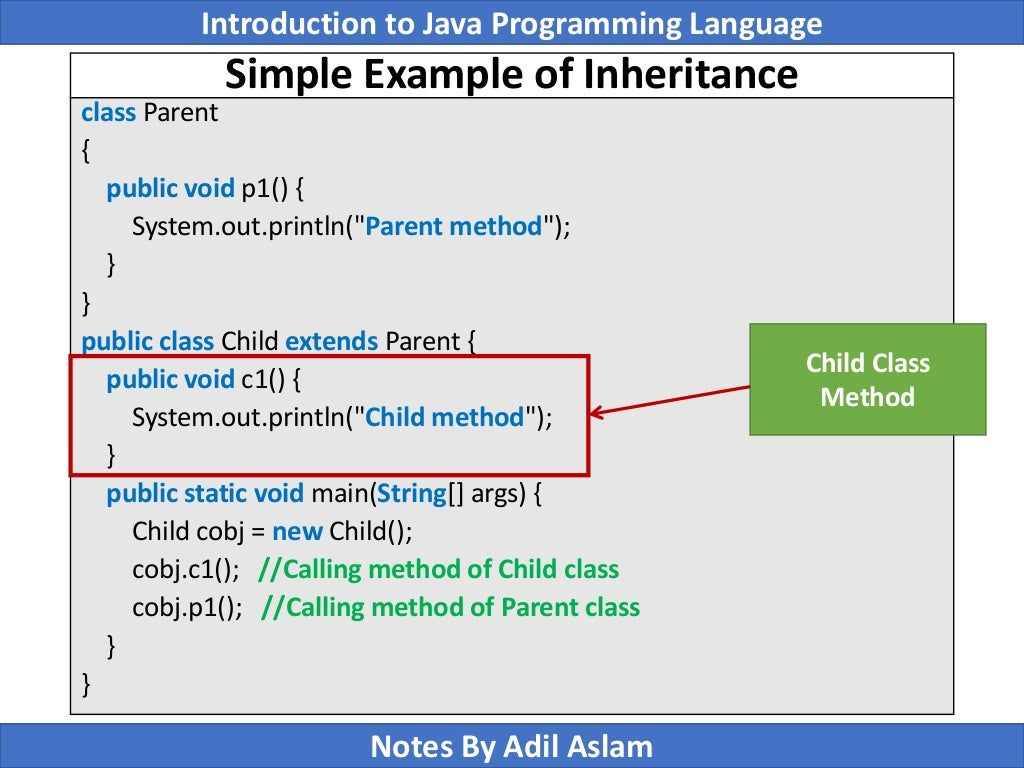 Introduction to Java Programming Language
Simple Example of Inheritance
class Parent
{
public void p1() {
System.out.println("Parent method");
}
}
public class Child extends Parent {
public void c1() {
System.out.println("Child method");
}
public static void main(String[] args) {
Child cobj = new Child();
cobj.c1(); //Calling method of Child class
cobj.p1(); //Calling method of Parent class
}
}
Child Class
Method
Notes By Adil Aslam